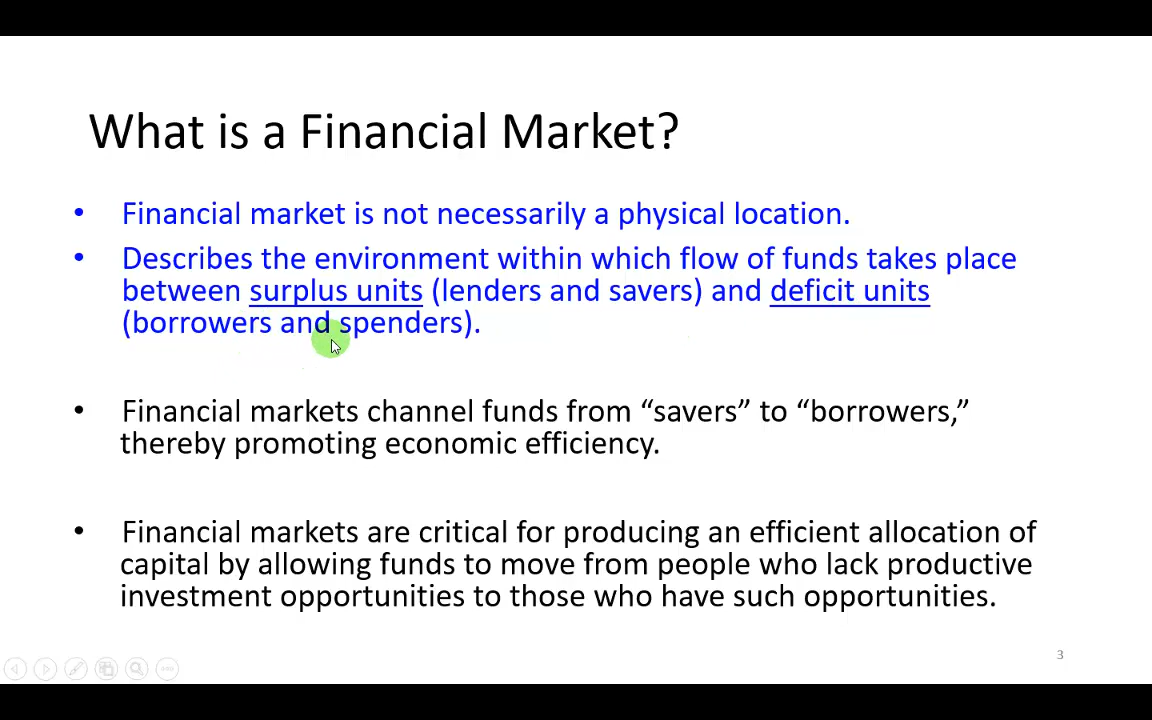 What is a Financial Market?
• Financial market is not necessarily a physical location.
• Describes the environment within which flow of funds takes place
between surplus units (lenders and savers) and deficit units
(borrowers and spenders).
• Financial markets channel funds from “savers” to “borrowers,”
thereby promoting economic efficiency.
• Financial markets are critical for producing an efficient allocation of
capital by allowing funds to move from people who lack productive
investment opportunities to those who have such opportunities.
3